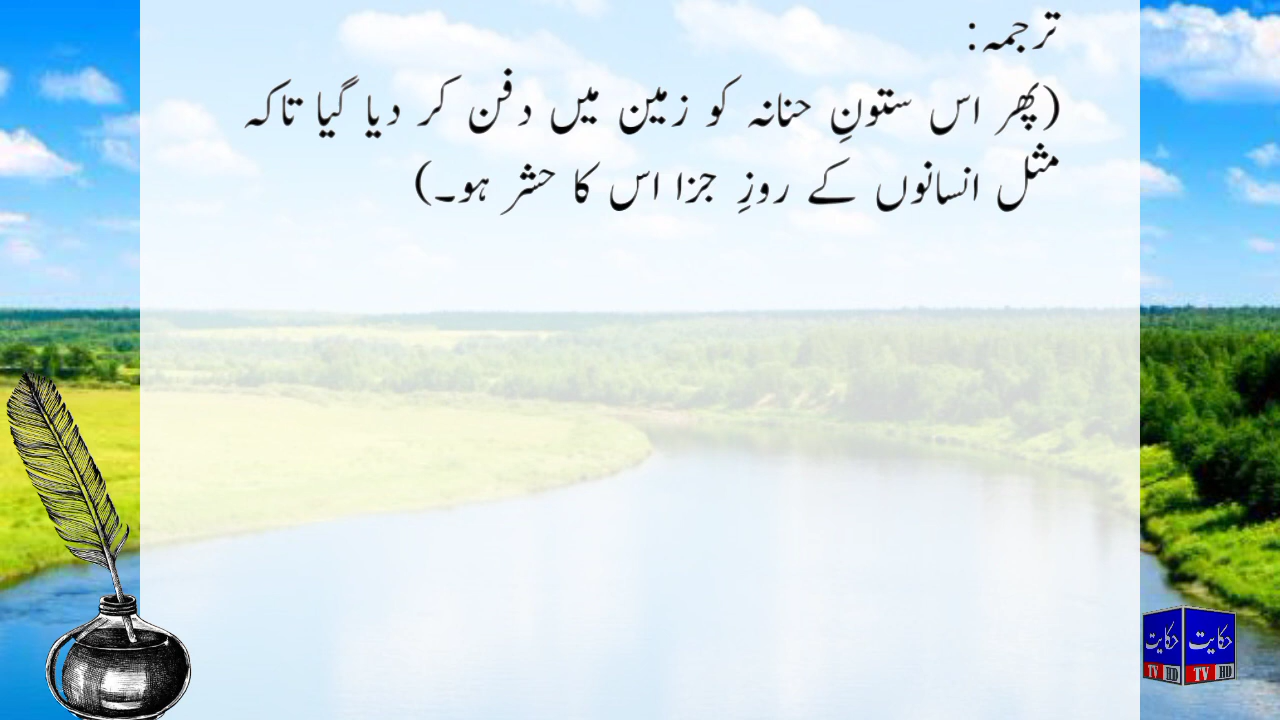 ترجمہ:
(پھر اس ستونِ حنانہ کو زمین میں دفن کر دیا گیا تاکہ
مثل انسانوں کے روزِ جزا اس کا حشر ہو۔)
حکایت حکایت
TV HD TV HD